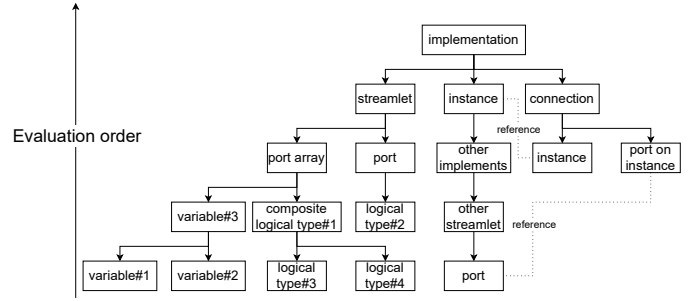 implementation
streamlet
instance
connection
reference
Evaluation order
port array
port
other
implements
instance
port on
instance
variable#3
composite
logical type#1
logical
type#2
other
streamlet
reference
variable#1
variable#2
logical
type#3
logical
type#4
port